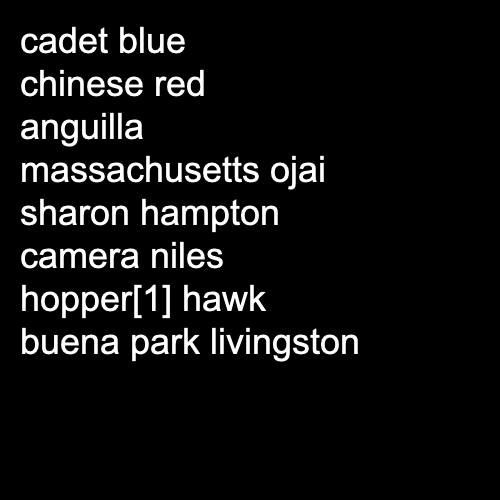 cadet blue
chinese red
anguilla
massachusetts ojai
sharon hampton
camera niles
hopper[1] hawk
buena park livingston